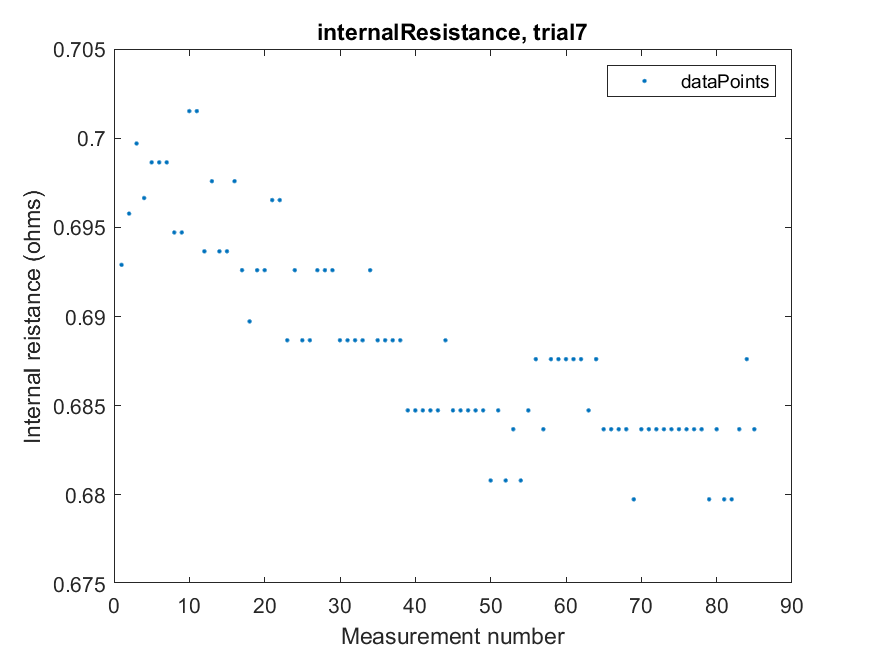 internalResistance, trial7
dataPoints
Internal reistance (ohms)
0.705
0.7
0.695
0.69
0.685
0.68
0.675
0 10 20 30 40 50 60 70 80 90
Measurement number